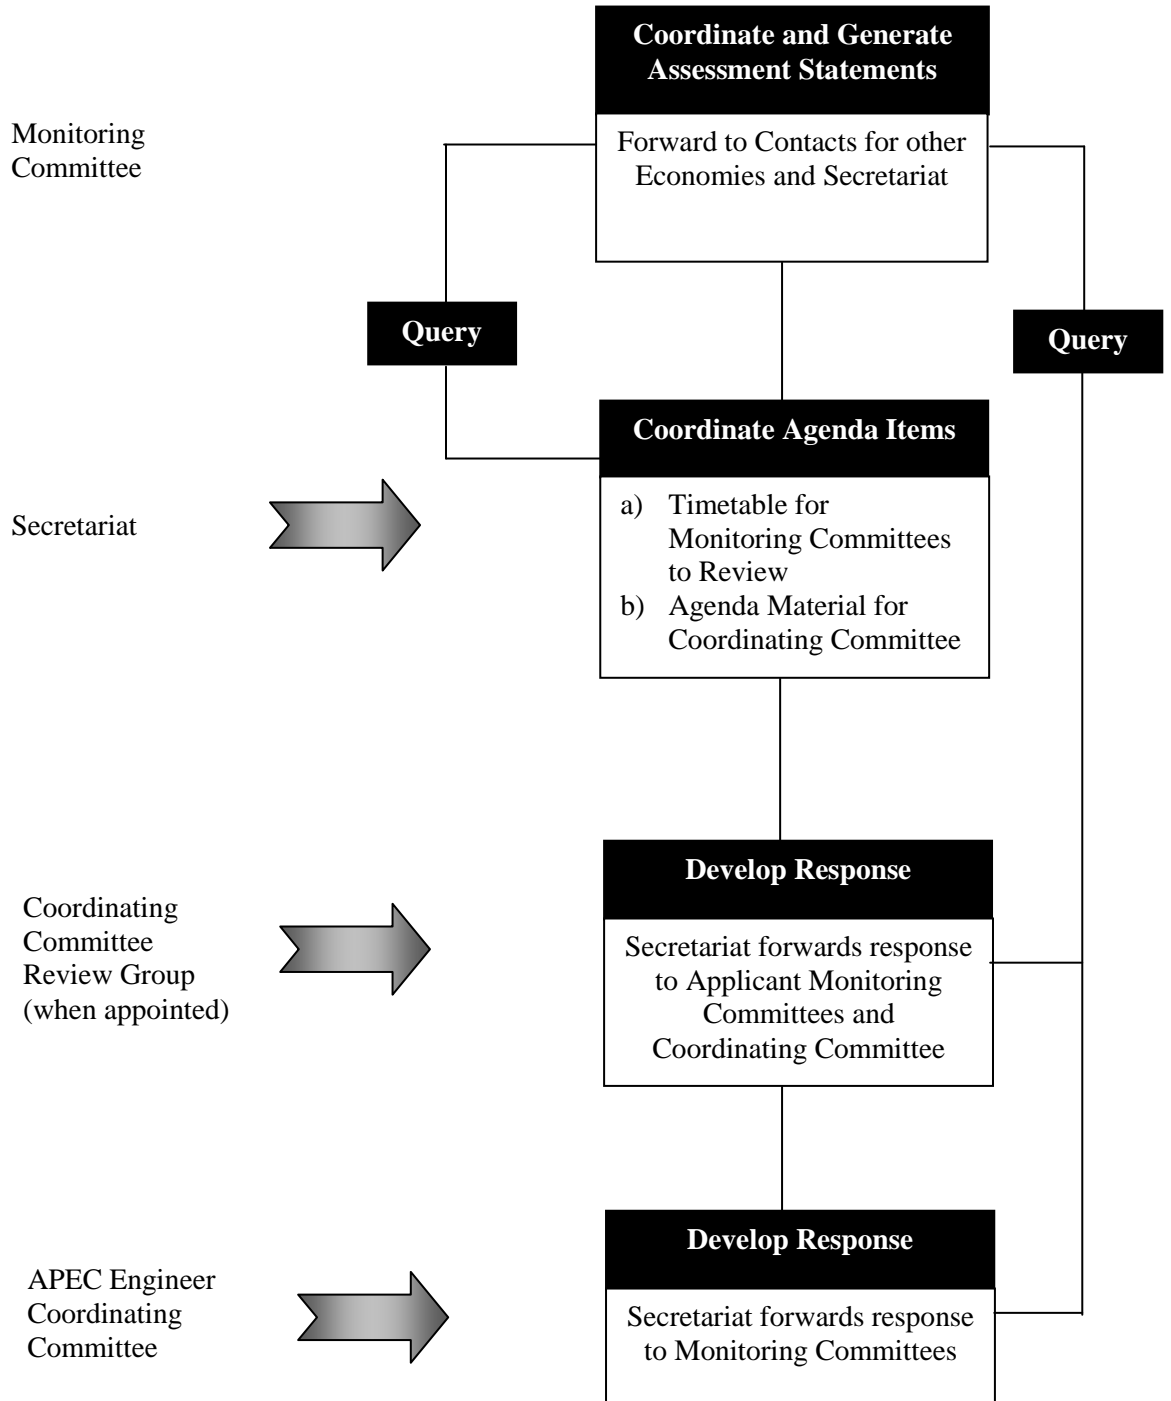 Coordinate and Generate
Assessment Statements
Monitoring
Committee
Forward to Contacts for other
Economies and Secretariat
Query
Query
Coordinate Agenda Items
Secretariat
a) Timetable for
Monitoring Committees
to Review
b) Agenda Material for
Coordinating Committee
Develop Response
Coordinating
Committee
Review Group
(when appointed)
Secretariat forwards response
to Applicant Monitoring
Committees and
Coordinating Committee
Develop Response
APEC Engineer
Coordinating
Committee
Secretariat forwards response
to Monitoring Committees